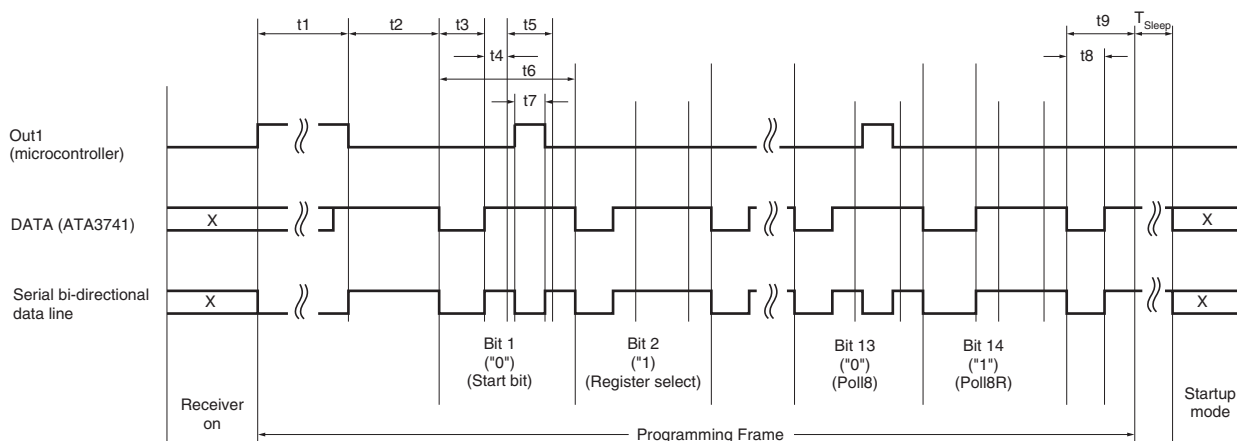 t1
t2
t3
t5
t9
TSleep
t4
t8
t6
t7
Out1
(microcontroller)
DATA (ATA3741)
X
X
Serial bi-directional
data line
X
X
Bit 1
("0")
(Start bit)
Bit 2
("1)
(Register select)
Bit 13
("0")
(Poll8)
Bit 14
("1")
(Poll8R)
Receiver
on
Startup
mode
Programming Frame